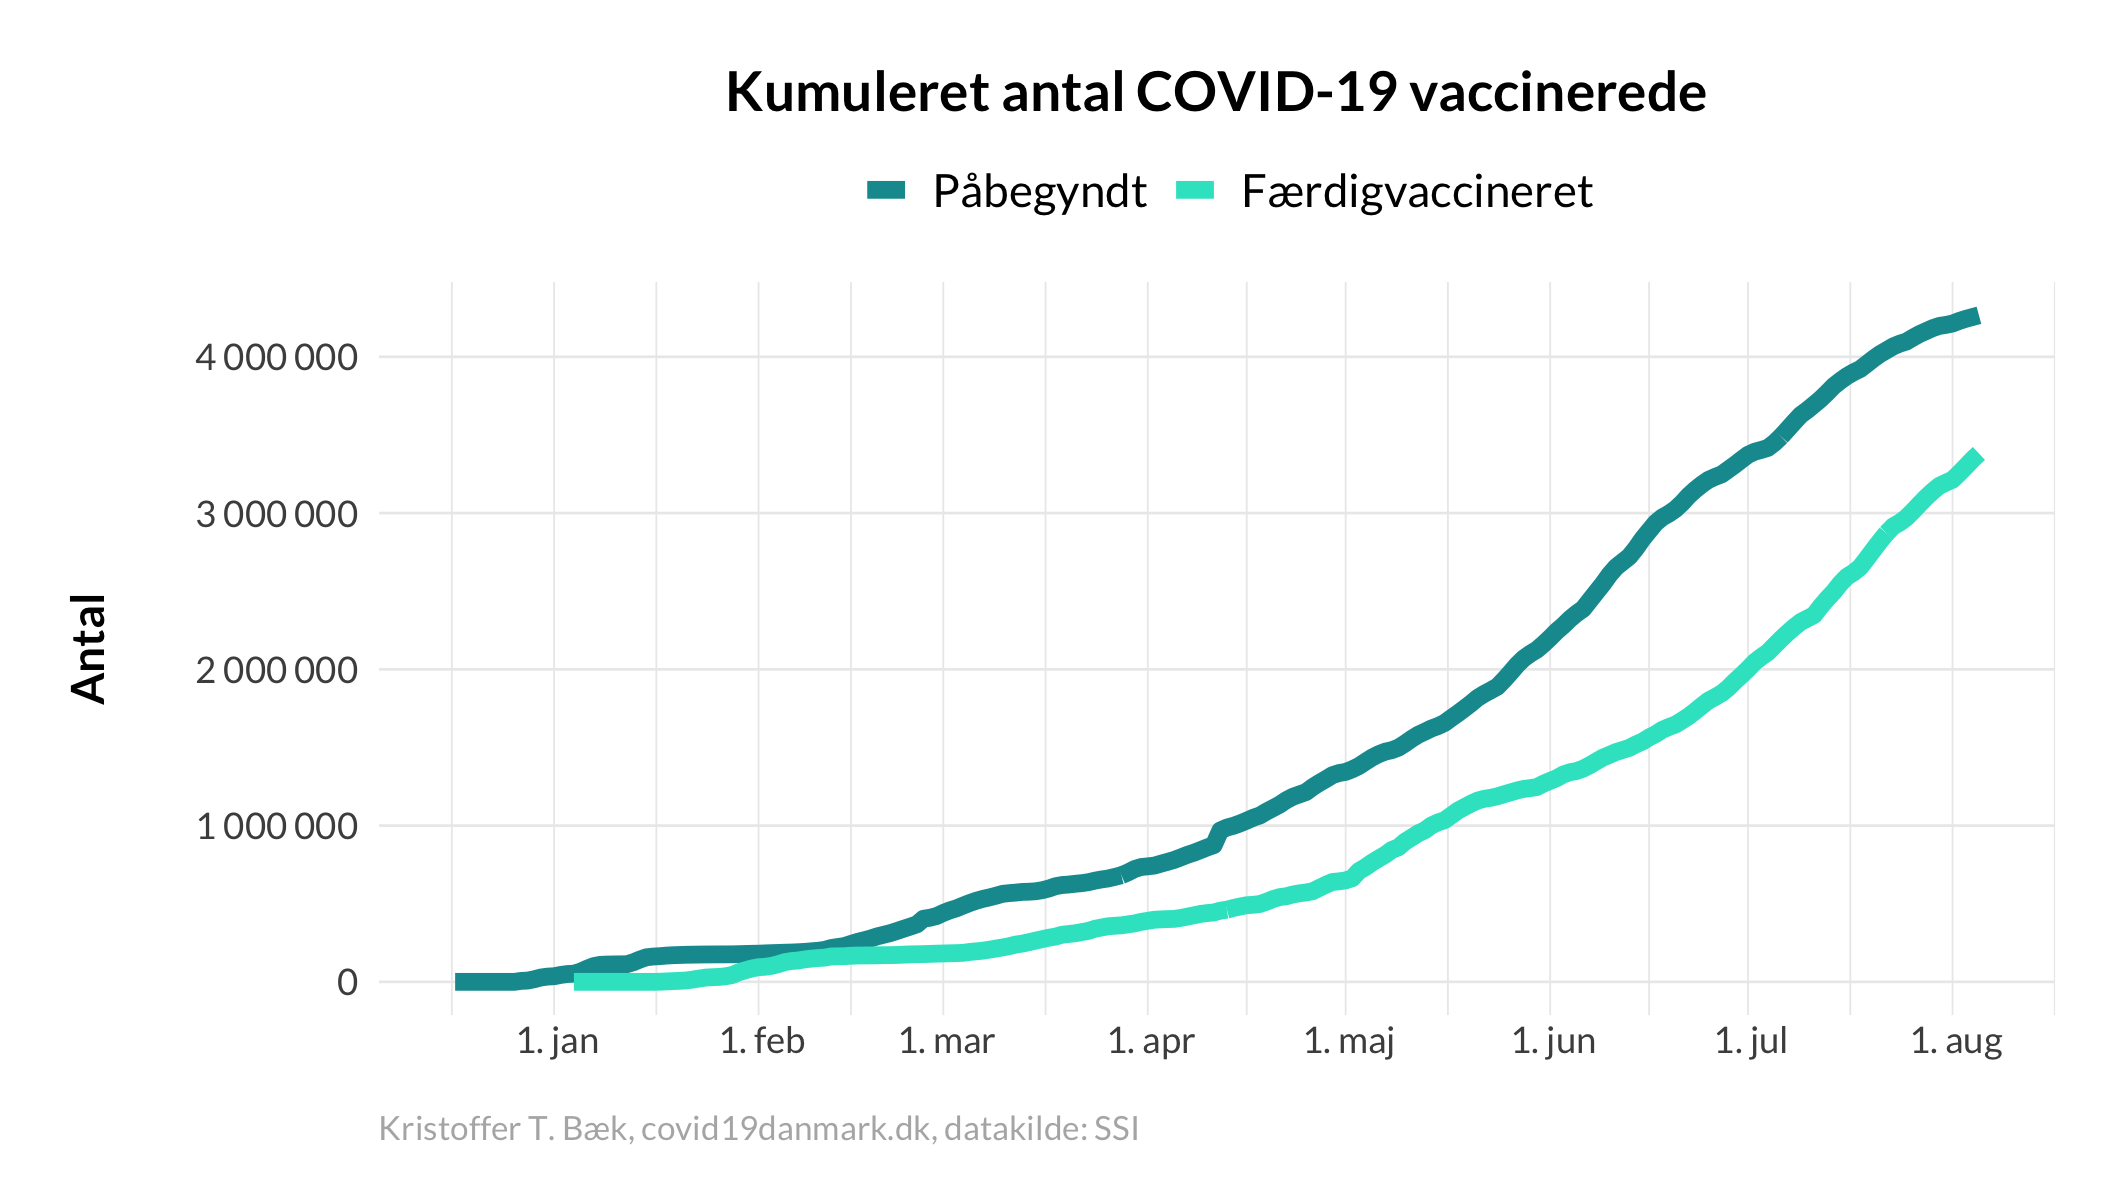 Kumuleret antal COVID-19 vaccinerede
Påbegyndt Færdigvaccineret
Antal
4 000 000
3 000 000
2 000 000
1 000 000
0
1. jan 1. feb 1. mar 1. apr 1. maj 1. jun 1. jul 1. aug
Kristoffer T. Bæk, covid19danmark.dk, datakilde: SSI